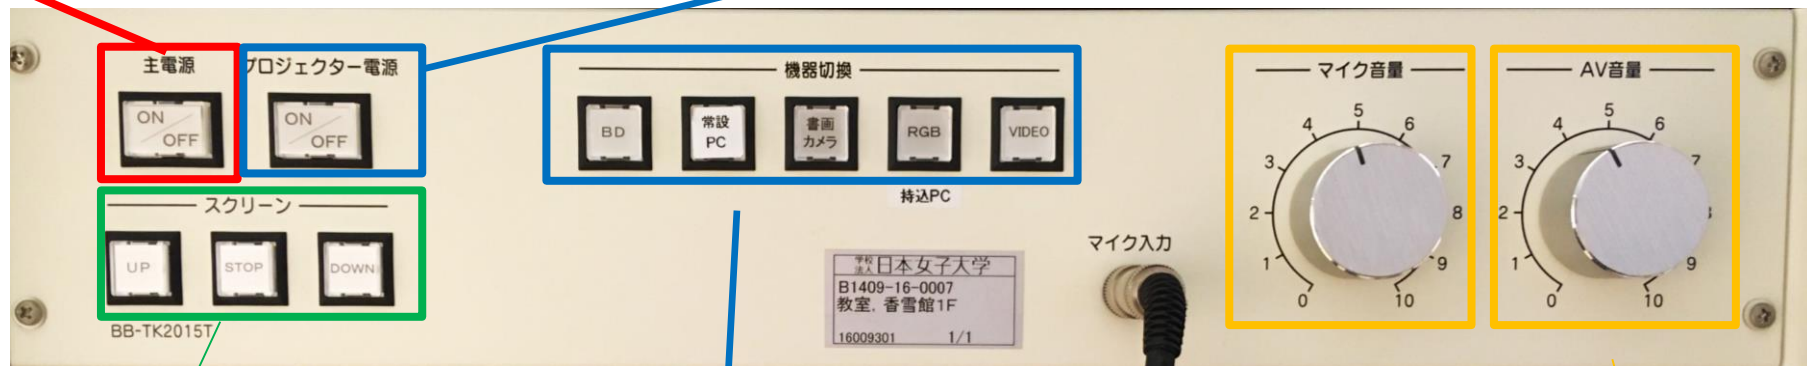 主電源
ON
OFF
プロジェクター電源
ON
OFF
機器切換
BD
常設
PC
書画
カメラ
RGB
VIDEO
持込PC
マイク音量
0
1
2
3
4
5
6
7
8
9
10
AV音量
0
1
2
3
4
5
6
7
9
10
スクリーン
UP
STOP
DOWN
BB-TK2015T
学校
法人 日本女子大学
B1409-16-0007
教室, 香雪館1F
16009301 1/1
マイク入力